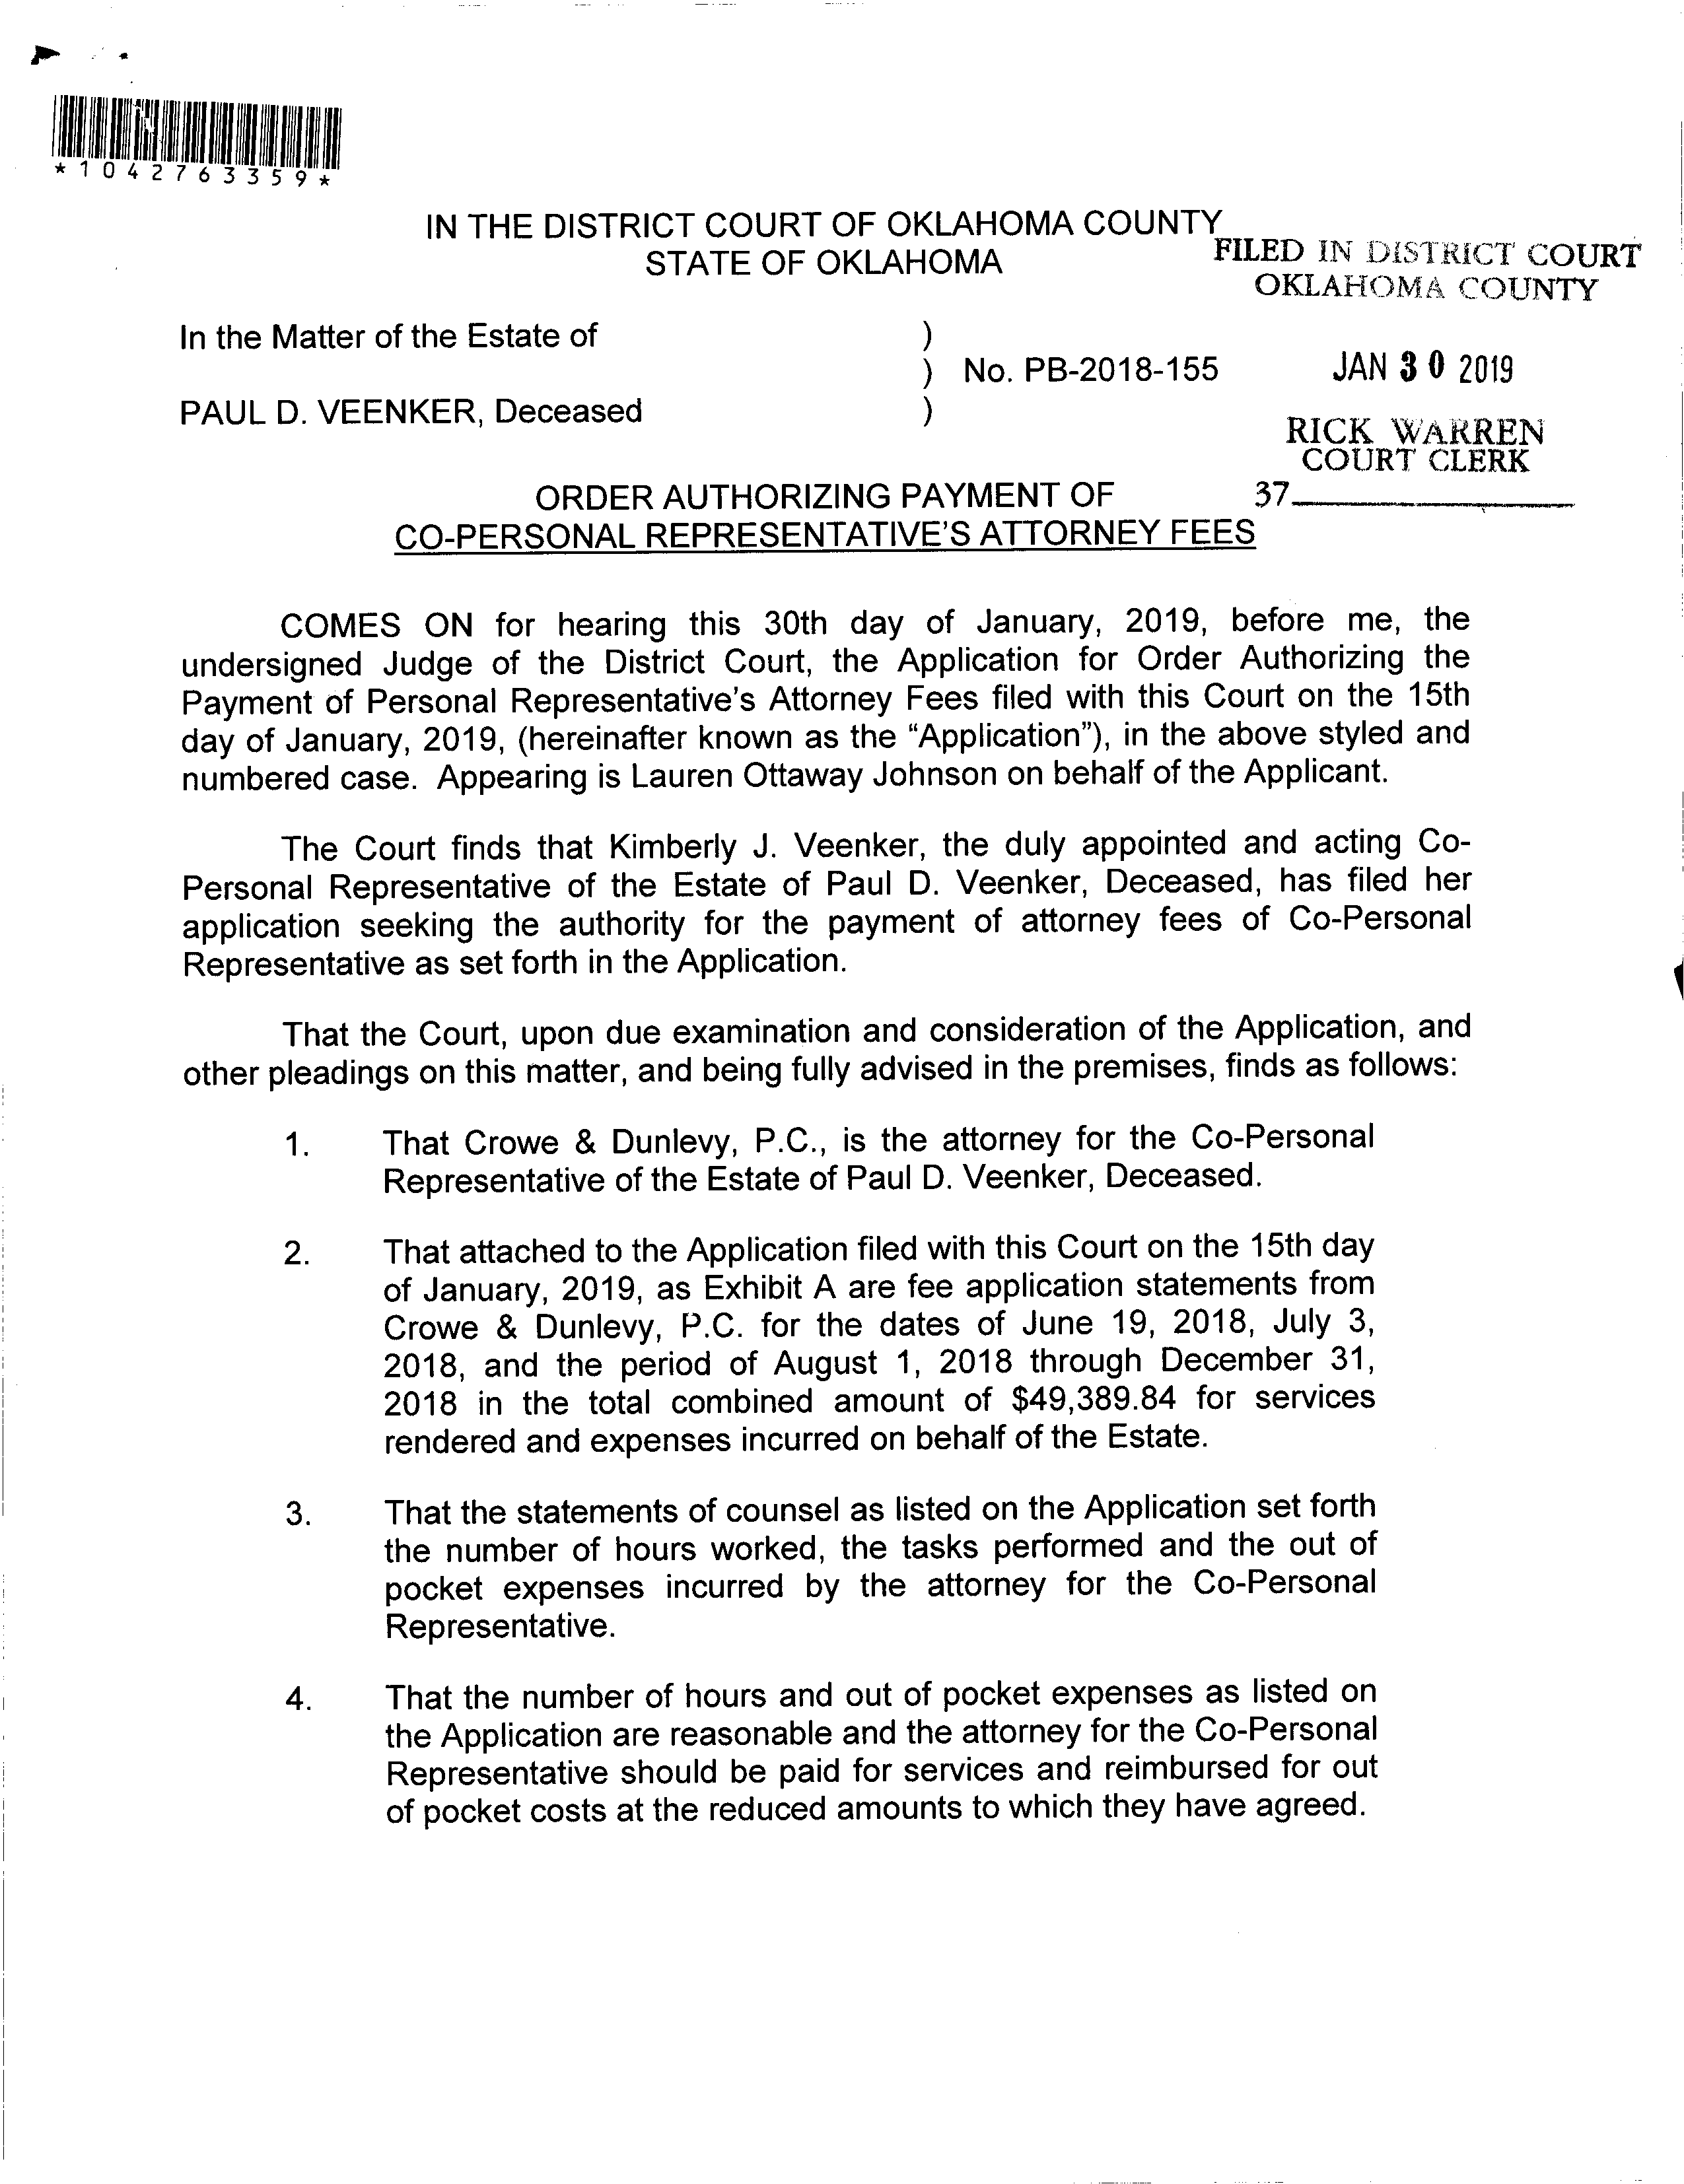 *1042763359*
IN THE DISTRICT COURT OF OKLAHOMA COUNTY
STATE OF OKLAHOMA
FILED IN DISTRICT COURT
OKLAHOMA COUNTY
In the Matter of the Estate of )
) No. PB-2018-155
JAN 30 2019
PAUL D. VEENKER, Deceased )
RICK WARREN
COURT CLERK
37
ORDER AUTHORIZING PAYMENT OF
CO-PERSONAL REPRESENTATIVE'S ATTORNEY FEES
COMES ON for hearing this 30th day of January, 2019, before me, the
undersigned Judge of the District Court, the Application for Order Authorizing the
Payment of Personal Representative's Attorney Fees filed with this Court on the 15th
day of January, 2019, (hereinafter known as the “Application”), in the above styled and
numbered case. Appearing is Lauren Ottaway Johnson on behalf of the Applicant.
The Court finds that Kimberly J. Veenker, the duly appointed and acting Co-
Personal Representative of the Estate of Paul D. Veenker, Deceased, has filed her
application seeking the authority for the payment of attorney fees of Co-Personal
Representative as set forth in the Application.
That the Court, upon due examination and consideration of the Application, and
other pleadings on this matter, and being fully advised in the premises, finds as follows:
1. That Crowe & Dunlevy, P.C., is the attorney for the Co-Personal
Representative of the Estate of Paul D. Veenker, Deceased.
2. That attached to the Application filed with this Court on the 15th day
of January, 2019, as Exhibit A are fee application statements from
Crowe & Dunlevy, P.C. for the dates of June 19, 2018, July 3,
2018, and the period of August 1, 2018 through December 31,
2018 in the total combined amount of $49,389.84 for services
rendered and expenses incurred on behalf of the Estate.
3. That the statements of counsel as listed on the Application set forth
the number of hours worked, the tasks performed and the out of
pocket expenses incurred by the attorney for the Co-Personal
Representative.
4. That the number of hours and out of pocket expenses as listed on
the Application are reasonable and the attorney for the Co-Personal
Representative should be paid for services and reimbursed for out
of pocket costs at the reduced amounts to which they have agreed.